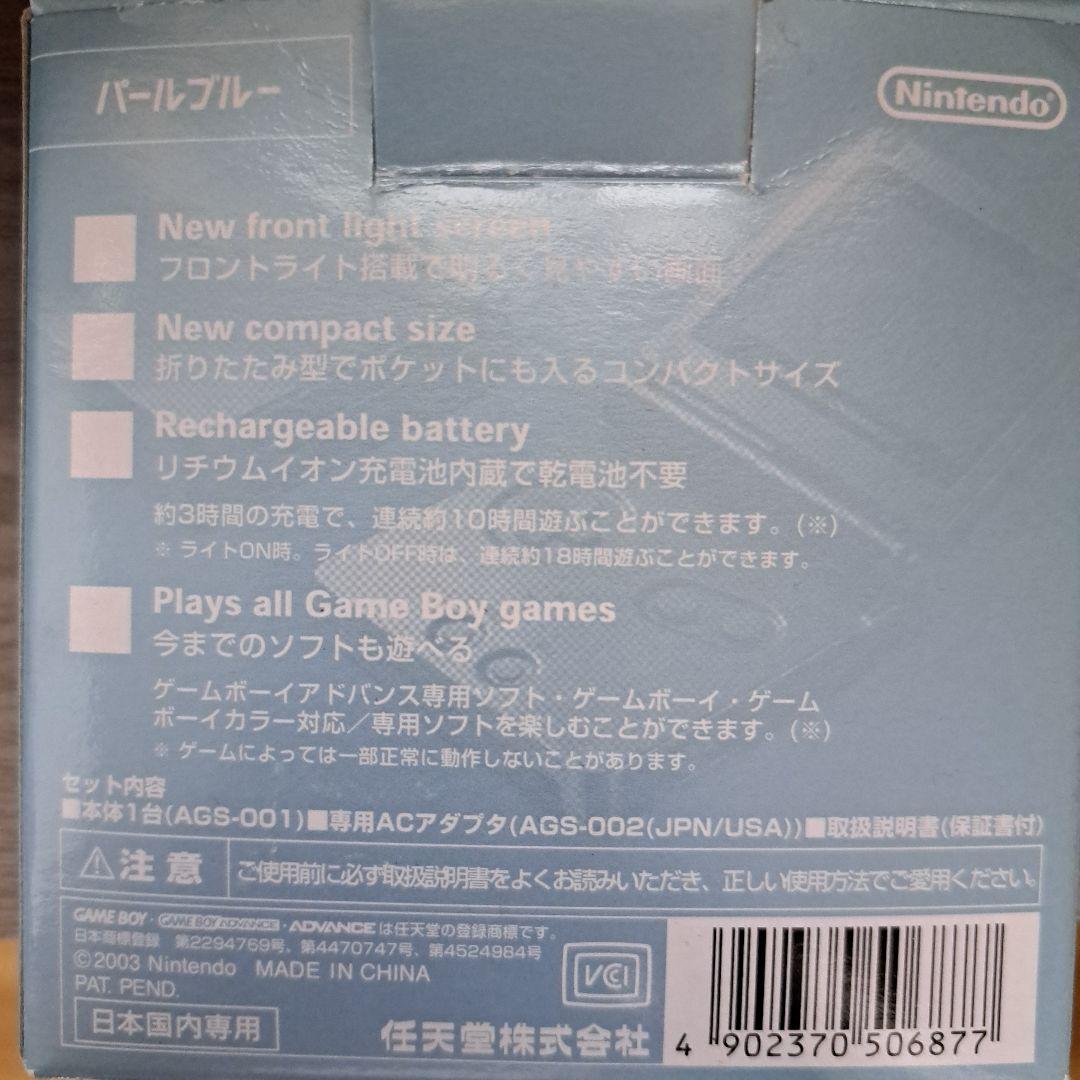 パールブルー
Nintendo®
New front light screen
フロントライト搭載で明るく、見やすい画面
New compact size
折りたたみ型でポケットにも入るコンパクトサイズ
Rechargeable battery
リチウムイオン充電池内蔵で乾電池不要
約3時間の充電で、連続約10時間遊ぶことができます。(※)
※ ライトON時。ライトOFF時は、連続約18時間遊ぶことができます。
Plays all Game Boy games
今までのソフトも遊べる
ゲームボーイアドバンス専用ソフト・ゲームボーイ・ゲーム
ボーイカラー対応／専用ソフトを楽しむことができます。(※)
※ ゲームによっては一部正常に動作しないことがあります。
セット内容
■本体1台(AGS-001)■専用ACアダプタ(AGS-002(JPN/USA))■取扱説明書(保証書付)
⚠注意 ご使用前に必ず取扱説明書をよくお読みいただき、正しい使用方法でご愛用ください。
GAME BOY・GAME BOY ADVANCE・ADVANCEは任天堂の登録商標です。
日本商標登録 第2294769号、第4470747号、第4524984号
©2003 Nintendo MADE IN CHINA
PAT. PEND.
日本国内専用
VCI
任天堂株式会社
4 902370 506877